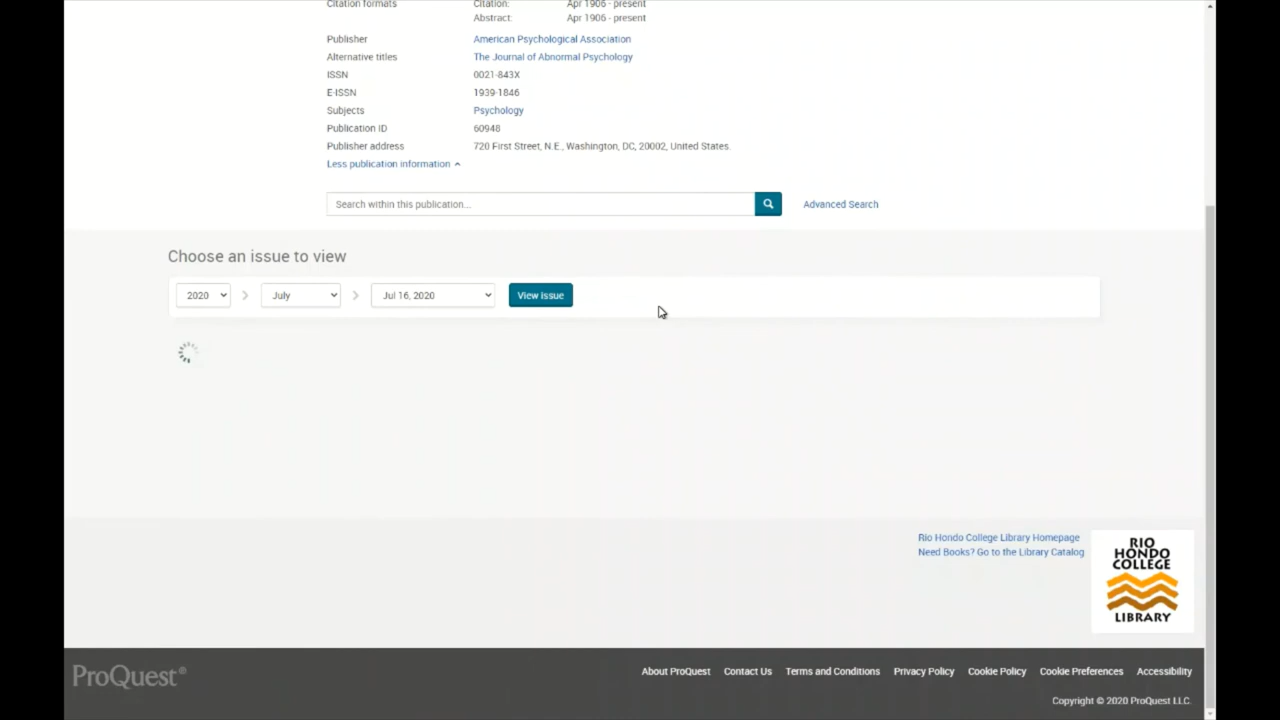 Citation formats
Citation: Apr 1906 - present
Abstract: Apr 1906 - present
Publisher American Psychological Association
Alternative titles The Journal of Abnormal Psychology
ISSN 0021-843X
E-ISSN 1939-1846
Subjects Psychology
Publication ID 60948
Publisher address 720 First Street, N.E., Washington, DC, 20002, United States.
Less publication information
Search within this publication... Advanced Search
Choose an issue to view
2020 July Jul 16, 2020 View Issue
Rio Hondo College Library Homepage
Need Books? Go to the Library Catalog
RIO
HONDO
COLLEGE
LIBRARY
ProQuest®
About ProQuest Contact Us Terms and Conditions Privacy Policy Cookie Policy Cookie Preferences Accessibility
Copyright © 2020 ProQuest LLC.